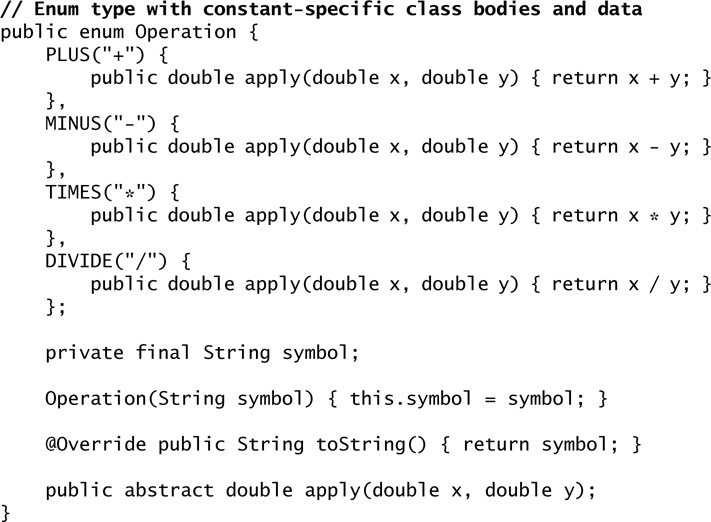 // Enum type with constant-specific class bodies and data
public enum Operation {
    PLUS("+") {
        public double apply(double x, double y) { return x + y; }
    },
    MINUS("-") {
        public double apply(double x, double y) { return x - y; }
    },
    TIMES("*") {
        public double apply(double x, double y) { return x * y; }
    },
    DIVIDE("/") {
        public double apply(double x, double y) { return x / y; }
    };

    private final String symbol;

    Operation(String symbol) { this.symbol = symbol; }

    @Override public String toString() { return symbol; }

    public abstract double apply(double x, double y);
}